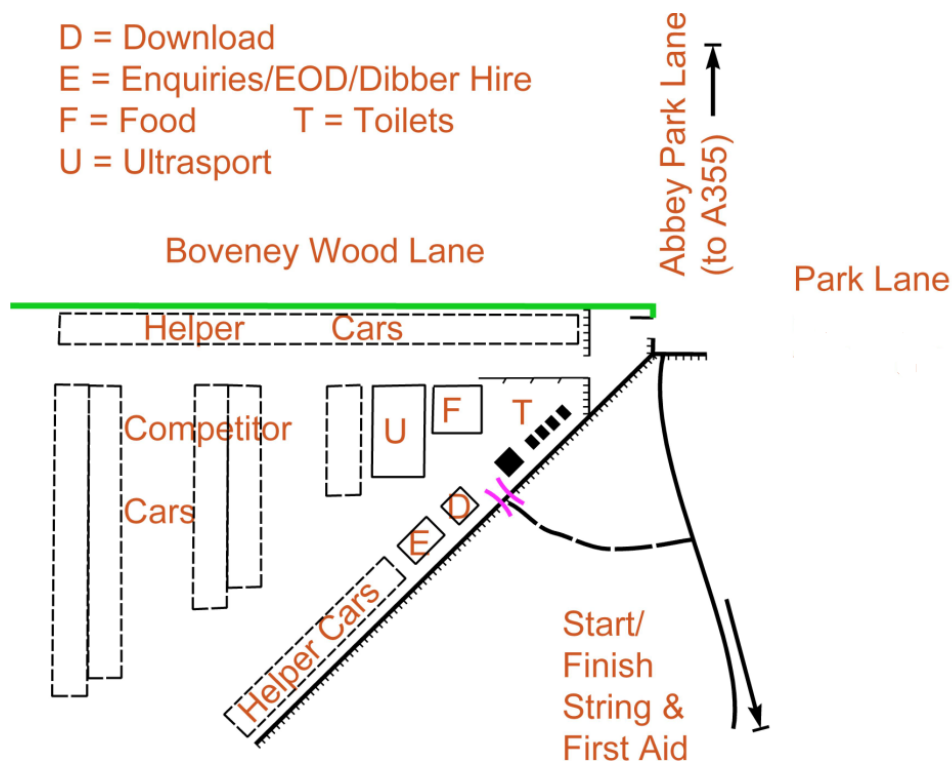 D = Download
E = Enquiries/EOD/Dibber Hire
F = Food T = Toilets
U = Ultrasport
Abbey Park Lane
(to A355)
Boveney Wood Lane
Park Lane
Helper Cars
Competitor
Cars
U
F
T
D
E
Helper Cars
Start/
Finish
String &
First Aid